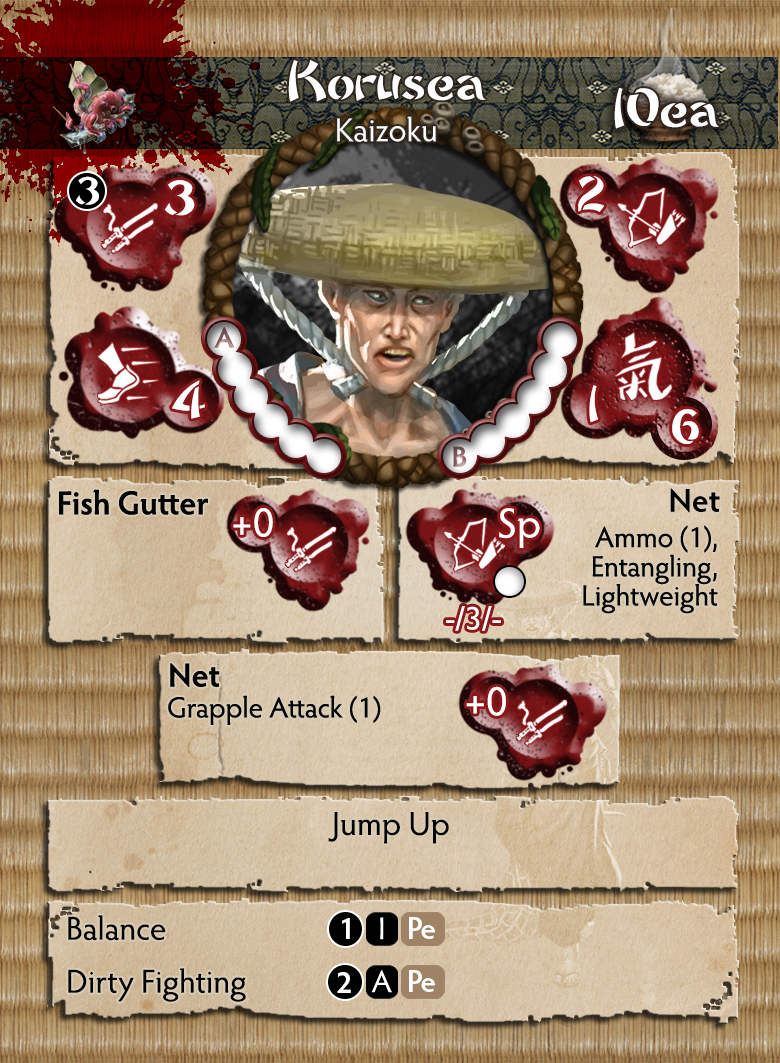 Korusea
10ea
Kaizoku
3 3
2
4
1 氣 6
A
B
Fish Gutter +0
Sp Net
Ammo (1),
Entangling,
Lightweight
-/3/-
Net
Grapple Attack (1) +0
Jump Up
Balance 1 I Pe
Dirty Fighting 2 A Pe